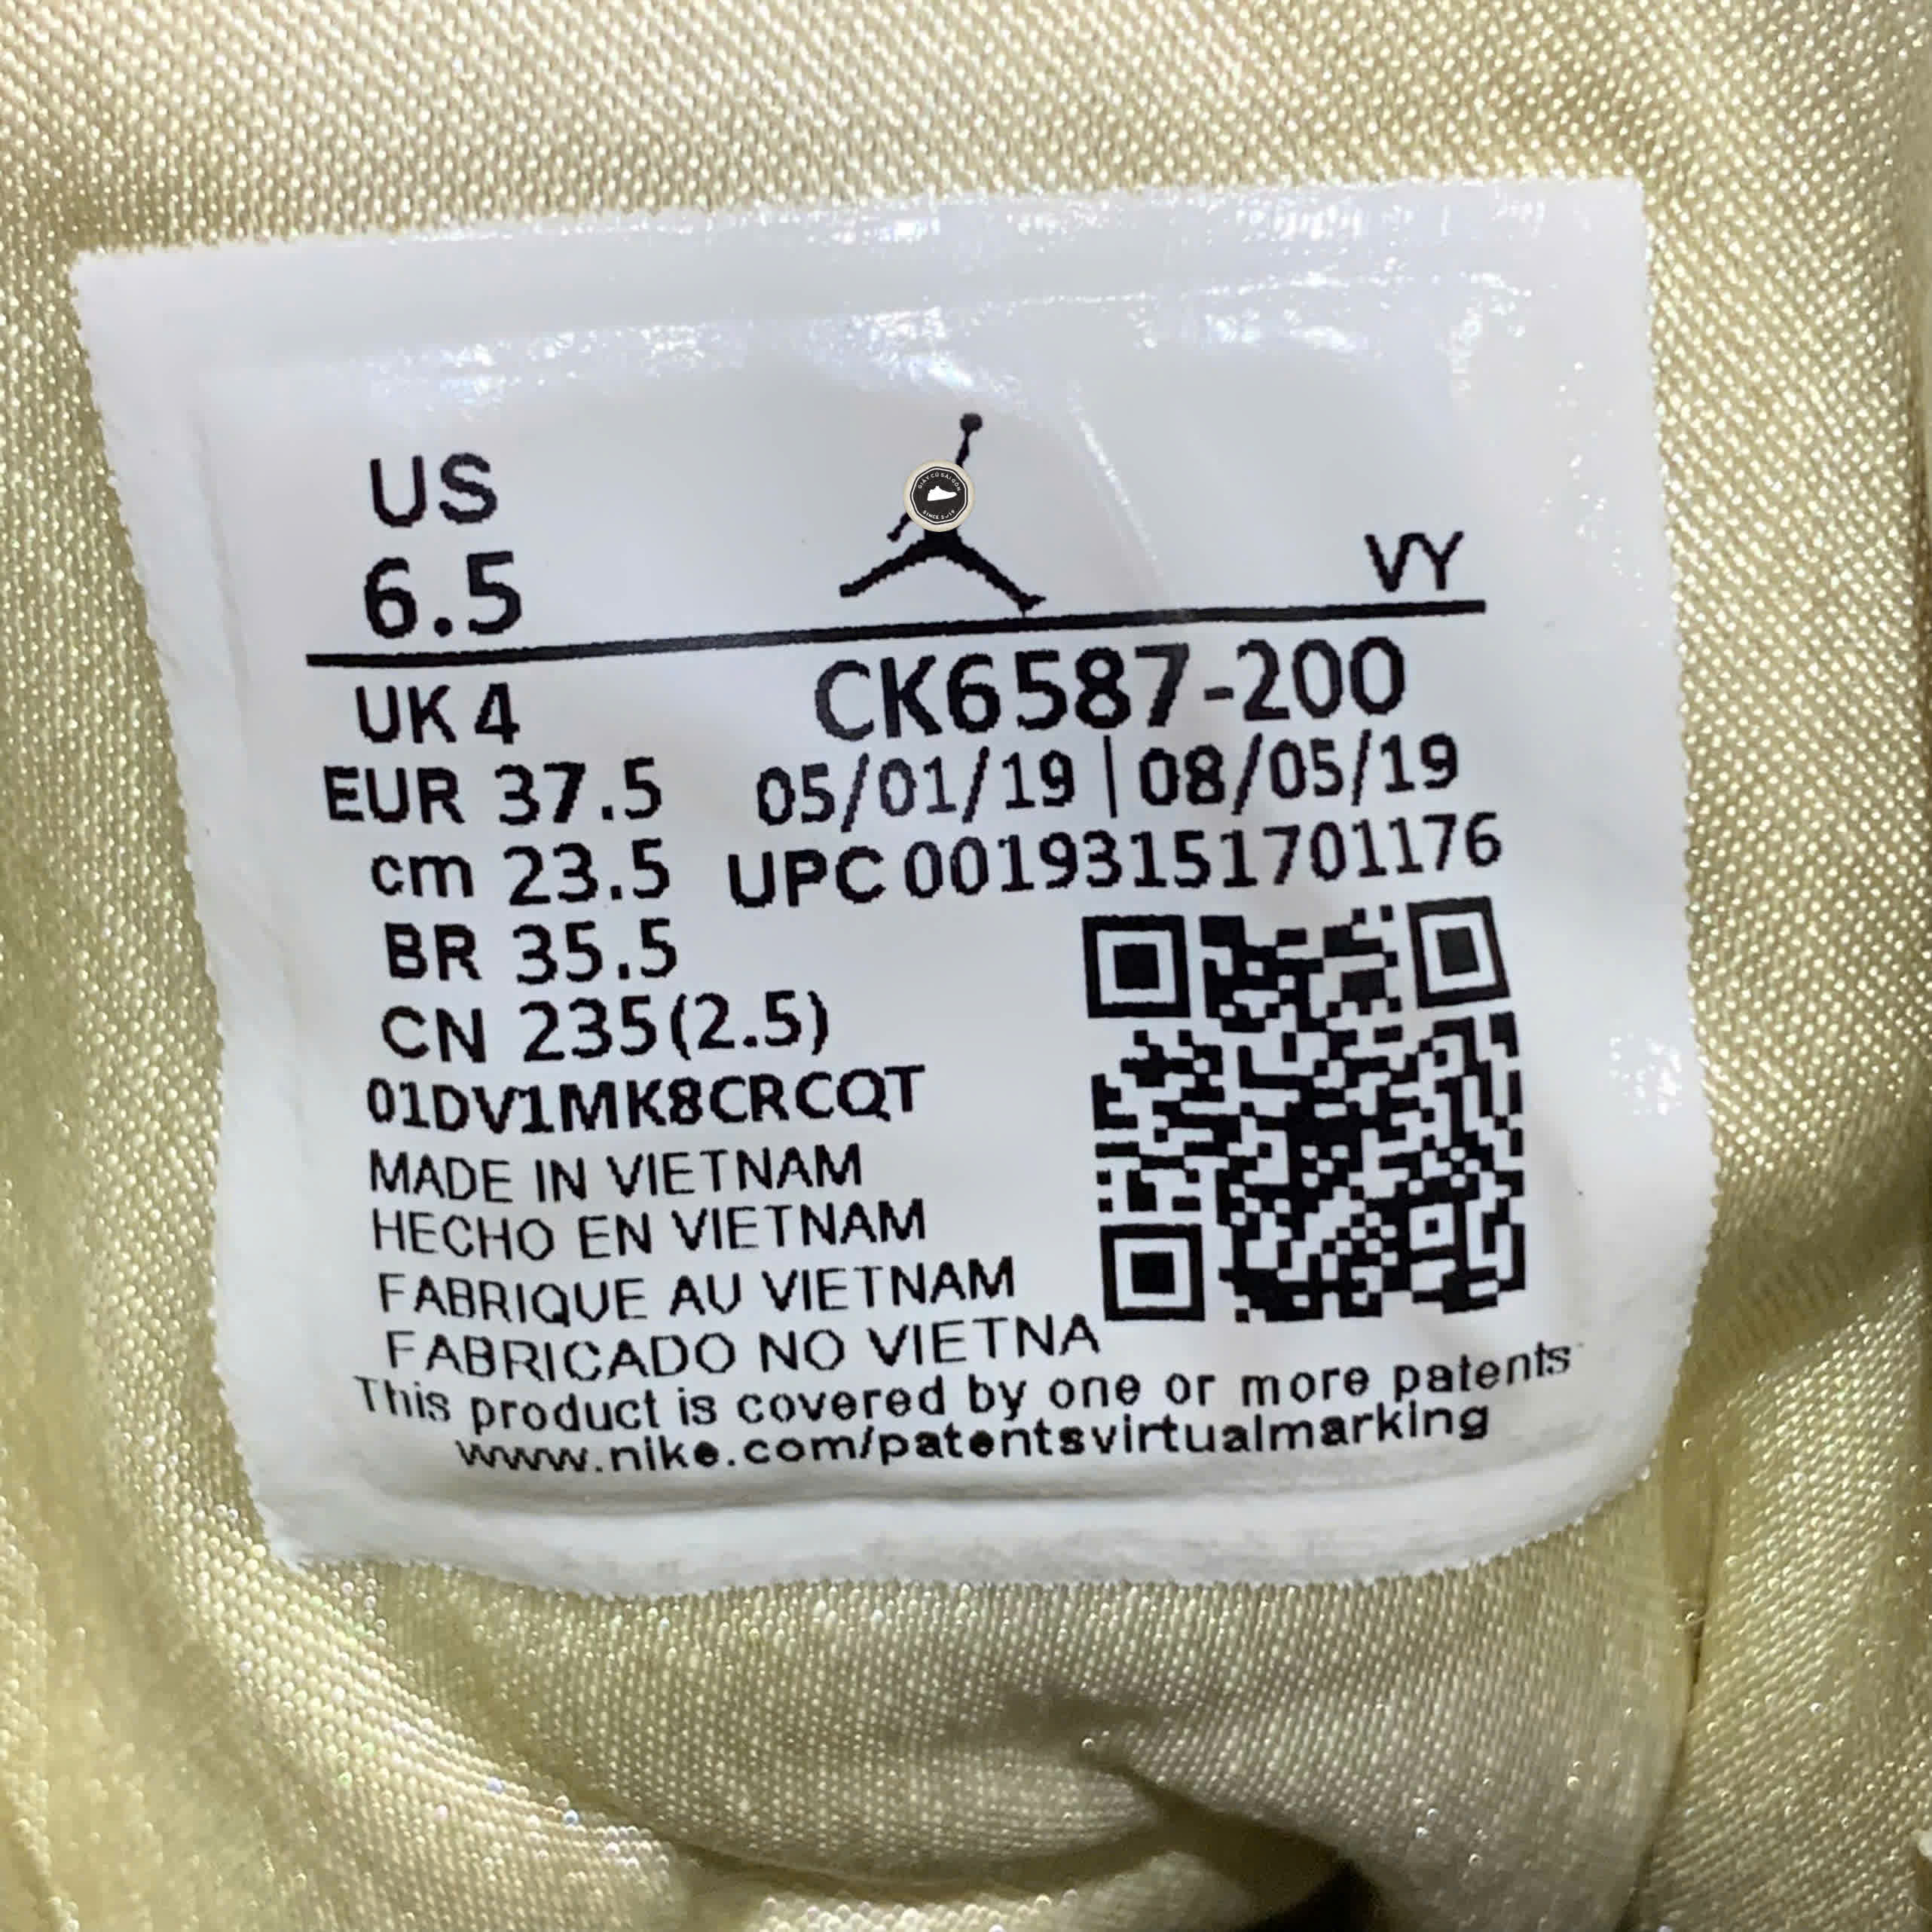 US
6.5
VY
UK 4
CK6587-200
EUR 37.5
05/01/19 | 08/05/19
cm 23.5
UPC 00193151701176
BR 35.5
CN 235(2.5)
01DV1MK8CRCQT
MADE IN VIETNAM
HECHO EN VIETNAM
FABRIQUE AU VIETNAM
FABRICADO NO VIETNA
This product is covered by one or more patents
www.nike.com/patentsvirtualmarking